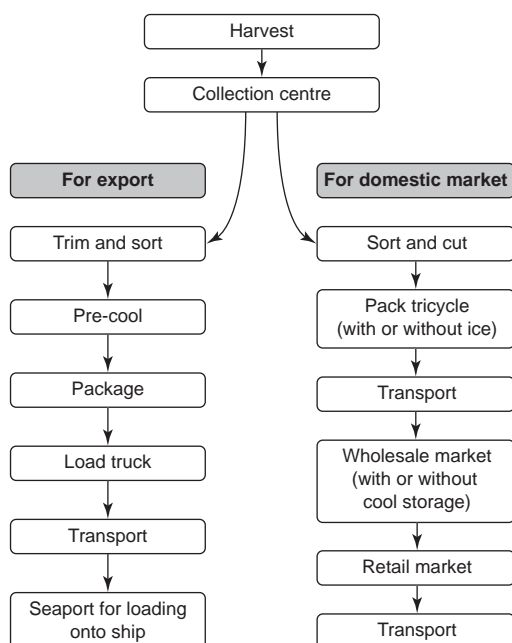 Harvest
Collection centre
For export
Trim and sort
Pre-cool
Package
Load truck
Transport
Seaport for loading
onto ship
For domestic market
Sort and cut
Pack tricycle
(with or without ice)
Transport
Wholesale market
(with or without
cool storage)
Retail market
Transport